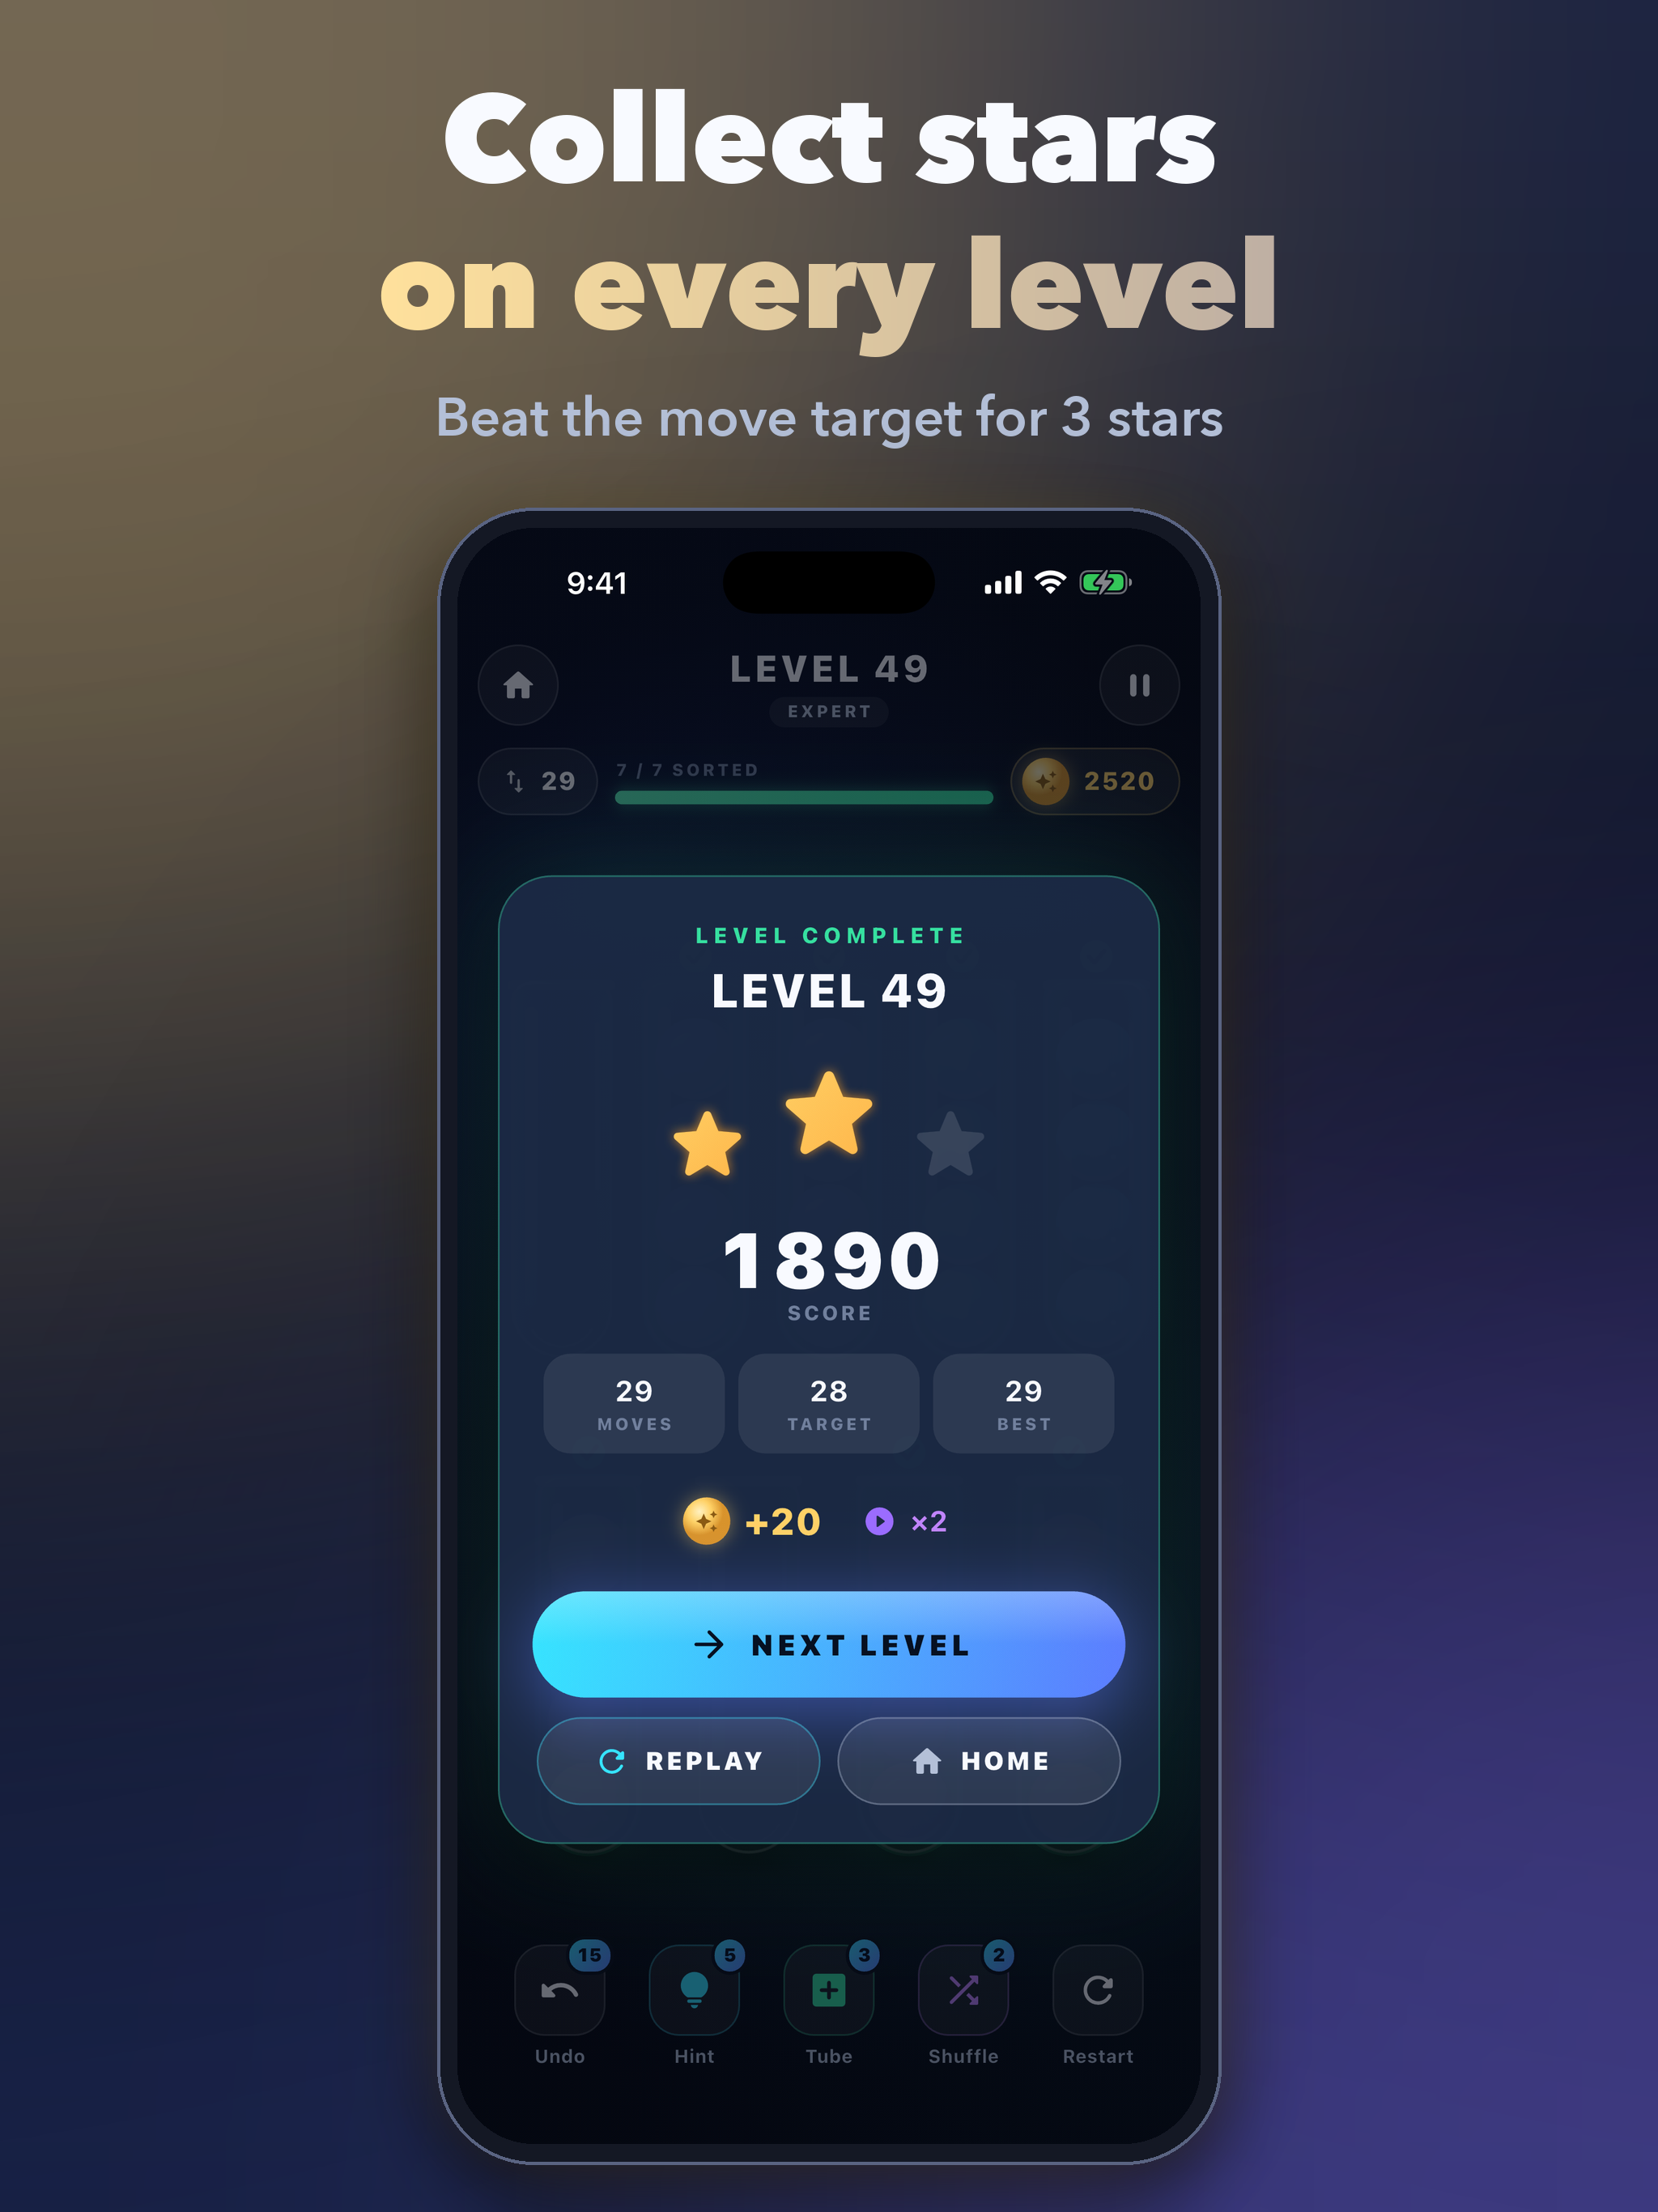 Collect stars
on every level
Beat the move target for 3 stars
9:41
LEVEL 49
EXPERT
29
7 / 7 SORTED
2520
LEVEL COMPLETE
LEVEL 49
1890
SCORE
29 28 29
MOVES TARGET BEST
+20 ×2
NEXT LEVEL
REPLAY HOME
15 5 3 2
Undo Hint Tube Shuffle Restart